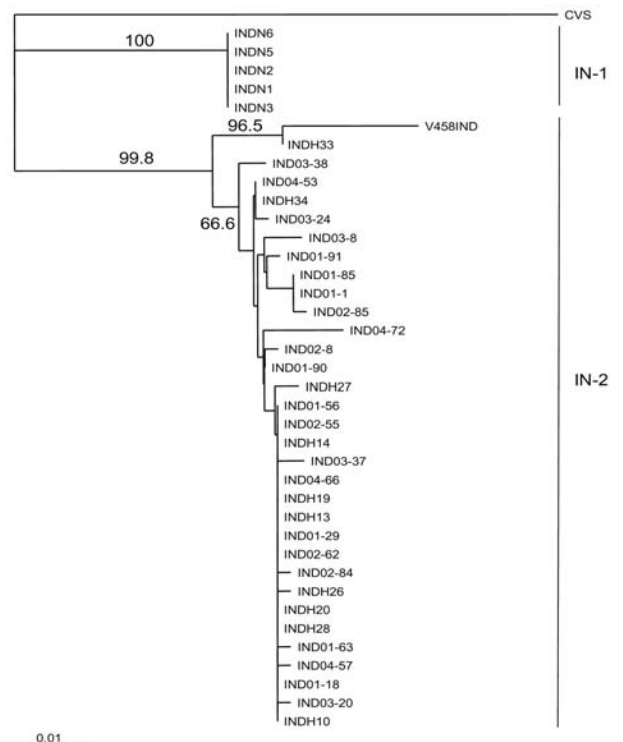 CVS
INDN6
100
INDN5
INDN2
IN-1
INDN1
INDN3
96.5
V458IND
INDH33
99.8
IND03-38
IND04-53
INDH34
66.6
IND03-24
IND03-8
IND01-91
IND01-85
IND01-1
IND02-85
IND04-72
IND02-8
IND01-90
IN-2
INDH27
IND01-56
IND02-55
INDH14
IND03-37
IND04-66
INDH19
INDH13
IND01-29
IND02-62
IND02-84
INDH26
INDH20
INDH28
IND01-63
IND04-57
IND01-18
IND03-20
INDH10
0.01